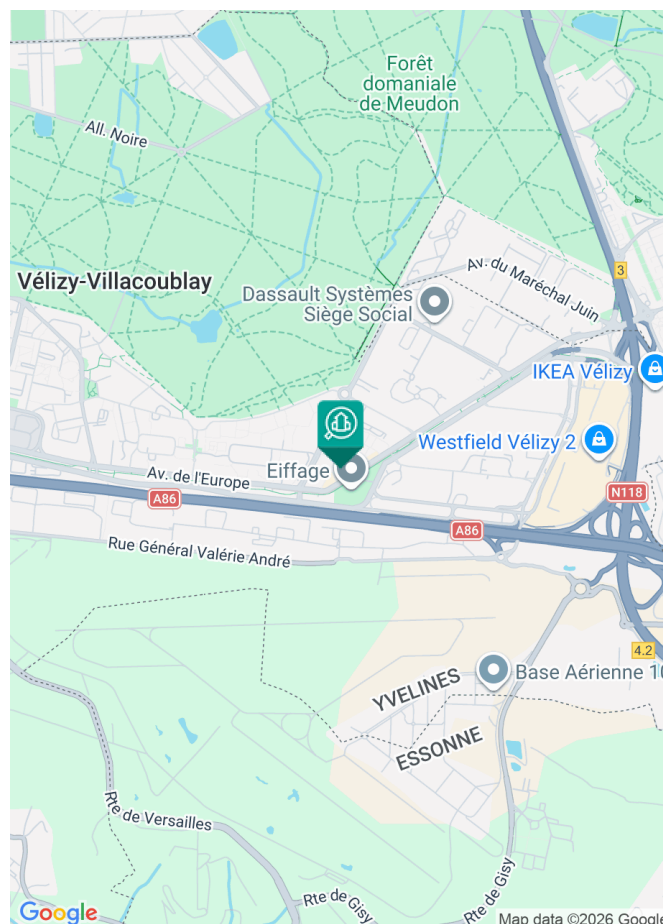 Forêt
domaniale
de Meudon
All. Noire
Av. du Maréchal Juin
3
Vélizy-Villacoublay
Dassault Systèmes
Siège Social
IKEA Vélizy
Westfield Vélizy 2
Eiffage
Av. de l'Europe
A86
N118
A86
Rue Général Valérie André
4.2
YVELINES
Base Aérienne 10
ESSONNE
Rte de Versailles
Rte de Gisy
Rte de Gisy
Google
Map data ©2026 Google